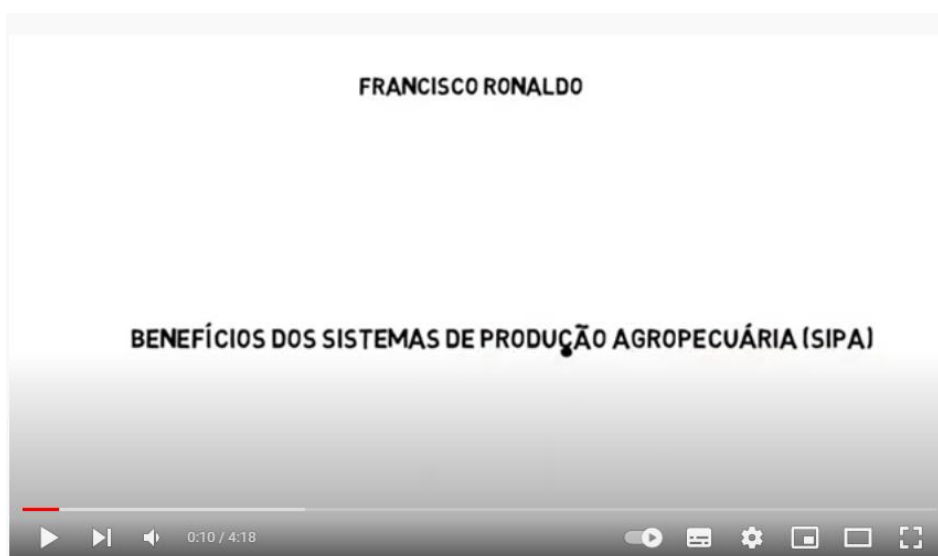 FRANCISCO RONALDO
BENEFÍCIOS DOS SISTEMAS DE PRODUÇÃO AGROPECUÁRIA (SIPA)
0:10 / 4:18